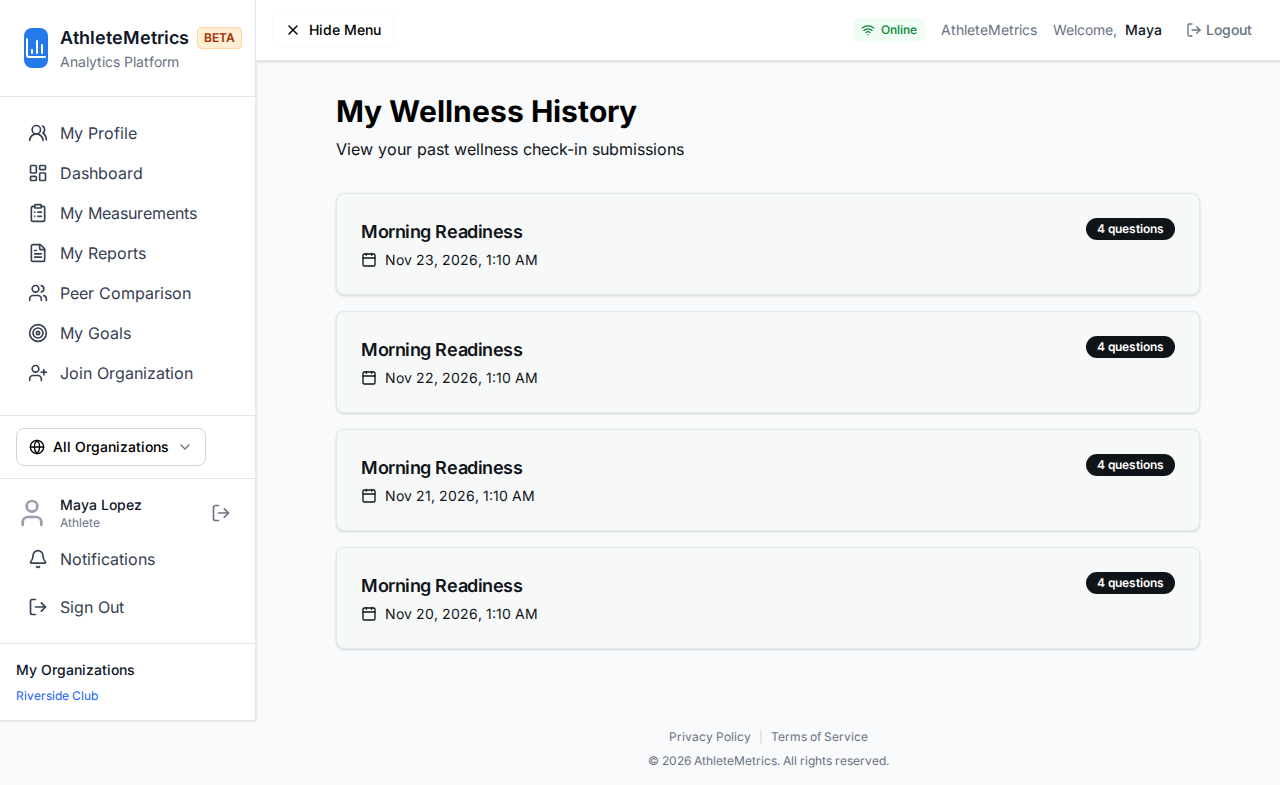 AthleteMetrics BETA
Analytics Platform
My Profile
Dashboard
My Measurements
My Reports
Peer Comparison
My Goals
Join Organization
All Organizations
Maya Lopez
Athlete
Notifications
Sign Out
My Organizations
Riverside Club
Hide Menu
Online
AthleteMetrics
Welcome, Maya
Logout
My Wellness History
View your past wellness check-in submissions
Morning Readiness
4 questions
Nov 23, 2026, 1:10 AM
Morning Readiness
4 questions
Nov 22, 2026, 1:10 AM
Morning Readiness
4 questions
Nov 21, 2026, 1:10 AM
Morning Readiness
4 questions
Nov 20, 2026, 1:10 AM
Privacy Policy | Terms of Service
© 2026 AthleteMetrics. All rights reserved.